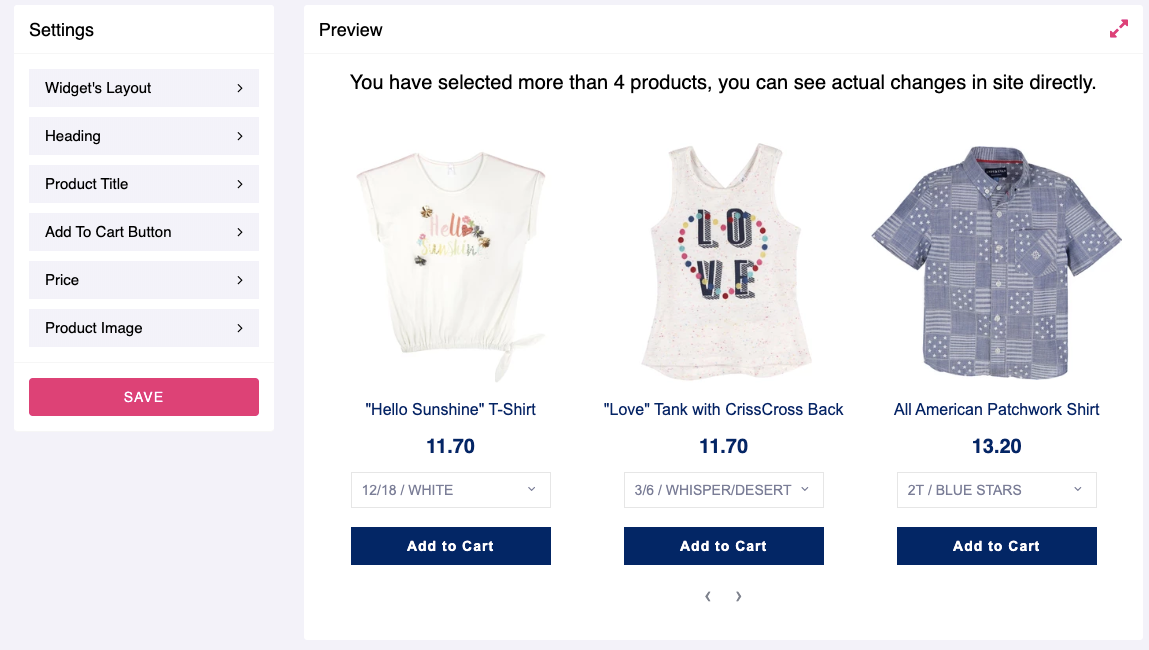 Settings
Preview
Widget's Layout
Heading
Product Title
Add To Cart Button
Price
Product Image
SAVE
You have selected more than 4 products, you can see actual changes in site directly.
Hello
Sunshine
LO
VE
"Hello Sunshine" T-Shirt
"Love" Tank with CrissCross Back
All American Patchwork Shirt
11.70
11.70
13.20
12/18 / WHITE
3/6 / WHISPER/DESERT
2T / BLUE STARS
Add to Cart
Add to Cart
Add to Cart